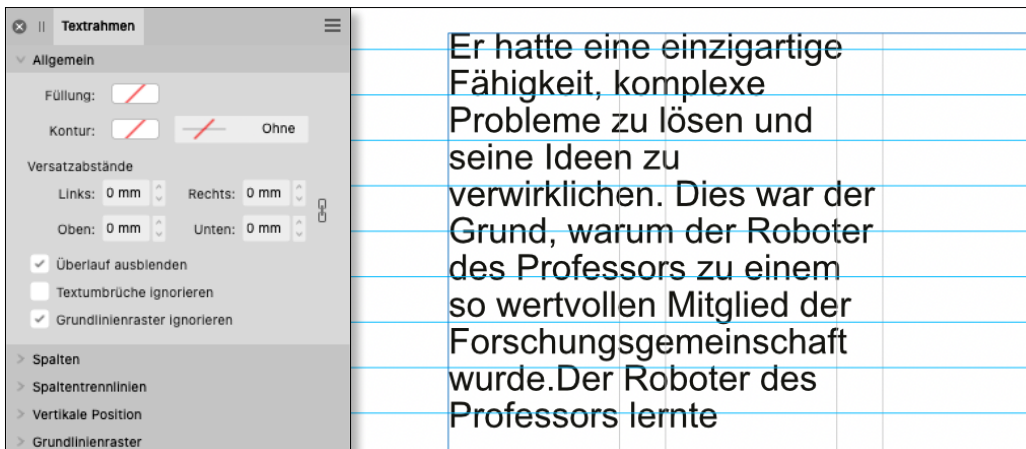 Textrahmen
Allgemein
Füllung:
Kontur: Ohne
Versatzabstände
Links: 0 mm Rechts: 0 mm
Oben: 0 mm Unten: 0 mm
Überlauf ausblenden
Textumbrüche ignorieren
Grundlinienraster ignorieren
Spalten
Spaltentrennlinien
Vertikale Position
Grundlinienraster
Er hatte eine einzigartige
Fähigkeit, komplexe
Probleme zu lösen und
seine Ideen zu
verwirklichen. Dies war der
Grund, warum der Roboter
des Professors zu einem
so wertvollen Mitglied der
Forschungsgemeinschaft
wurde.Der Roboter des
Professors lernte